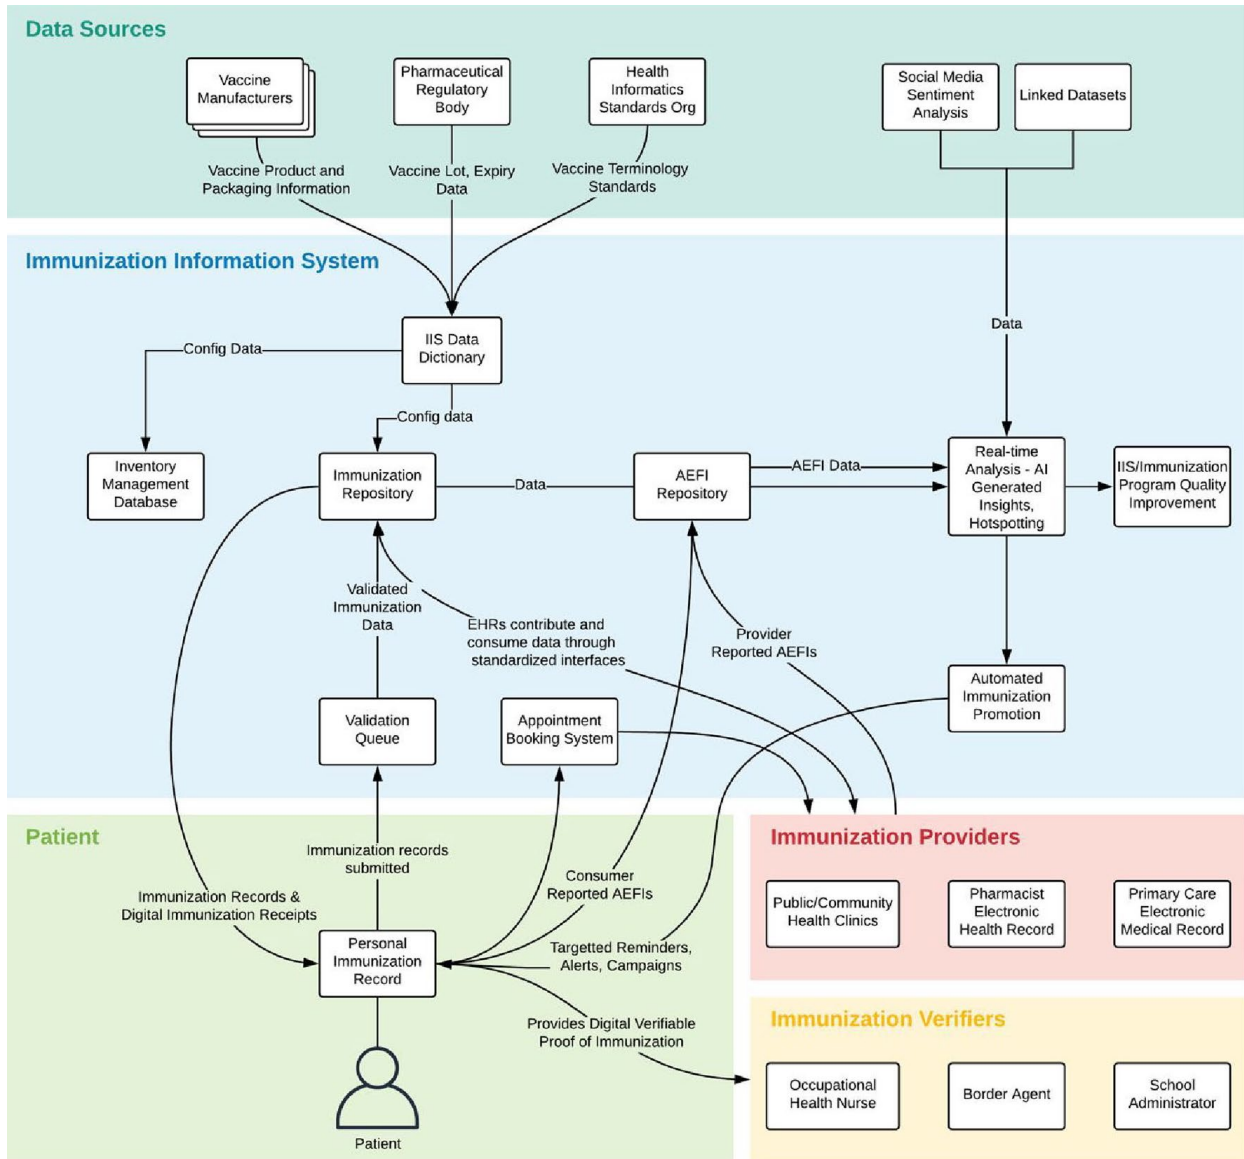 Data Sources
Vaccine
Manufacturers
Pharmaceutical
Regulatory
Body
Health
Informatics
Standards Org
Social Media
Sentiment
Analysis
Linked Datasets
Vaccine Product and
Packaging Information
Vaccine Lot, Expiry
Data
Vaccine Terminology
Standards
Immunization Information System
IIS Data
Dictionary
Data
Config Data
Config data
Inventory
Management
Database
Immunization
Repository
Data
AEFI
Repository
AEFI Data
Real-time
Analysis - AI
Generated
Insights,
Hotspotting
IIS/Immunization
Program Quality
Improvement
Validated
Immunization
Data
EHRs contribute and
consume data through
standardized interfaces
Provider
Reported AEFIs
Validation
Queue
Appointment
Booking System
Automated
Immunization
Promotion
Patient
Immunization records
submitted
Immunization Records &
Digital Immunization Receipts
Consumer
Reported AEFIs
Personal
Immunization
Record
Targetted Reminders,
Alerts, Campaigns
Provides Digital Verifiable
Proof of Immunization
Patient
Immunization Providers
Public/Community
Health Clinics
Pharmacist
Electronic
Health Record
Primary Care
Electronic
Medical Record
Immunization Verifiers
Occupational
Health Nurse
Border Agent
School
Administrator